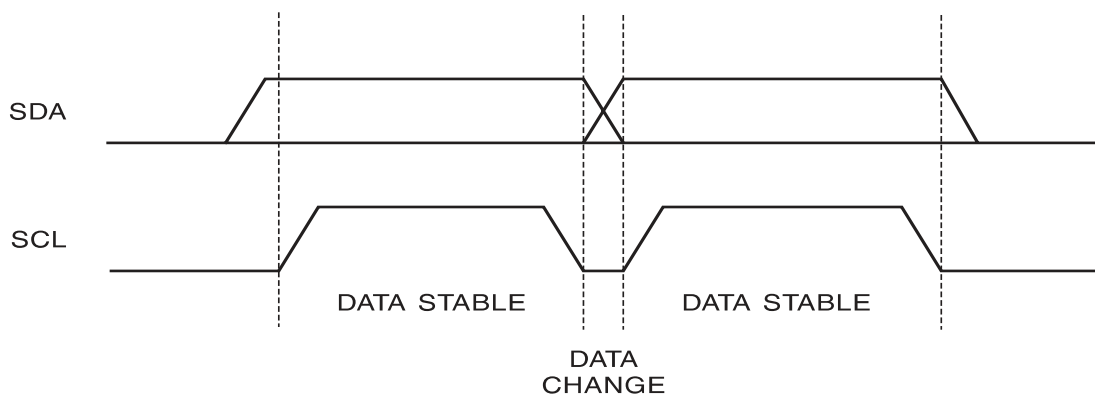 SDA
SCL
DATA STABLE
DATA STABLE
DATA
CHANGE